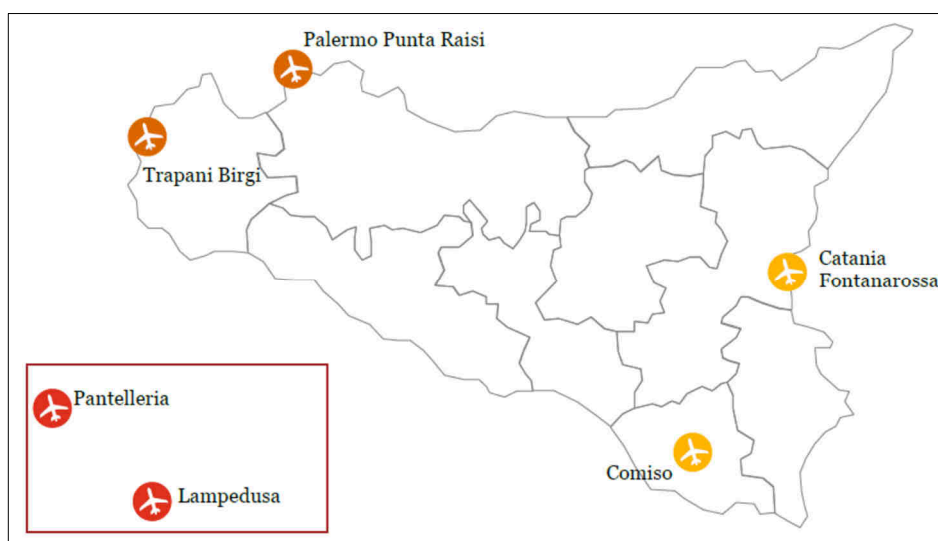 Palermo Punta Raisi
Trapani Birgi
Catania
Fontanarossa
Pantelleria
Comiso
Lampedusa